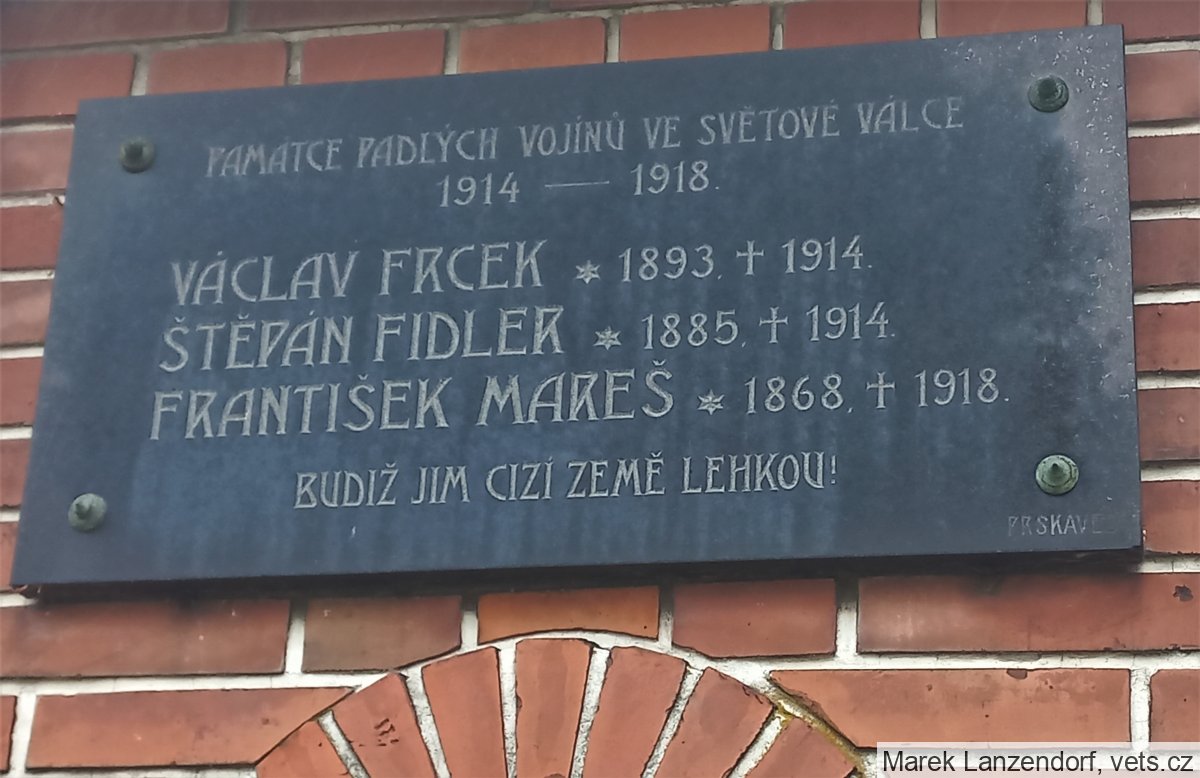 PAMÁTCE PADLÝCH VOJÍNŮ VE SVĚTOVÉ VÁLCE
1914 — 1918.
VÁCLAV FRCEK * 1893. ✝ 1914.
ŠTĚPÁN FIDLER * 1885. ✝ 1914.
FRANTIŠEK MAREŠ * 1868. ✝ 1918.
BUDIŽ JIM CIZÍ ZEMĚ LEHKOU!
PRSKAVEC
Marek Lanzendorf, vets.cz